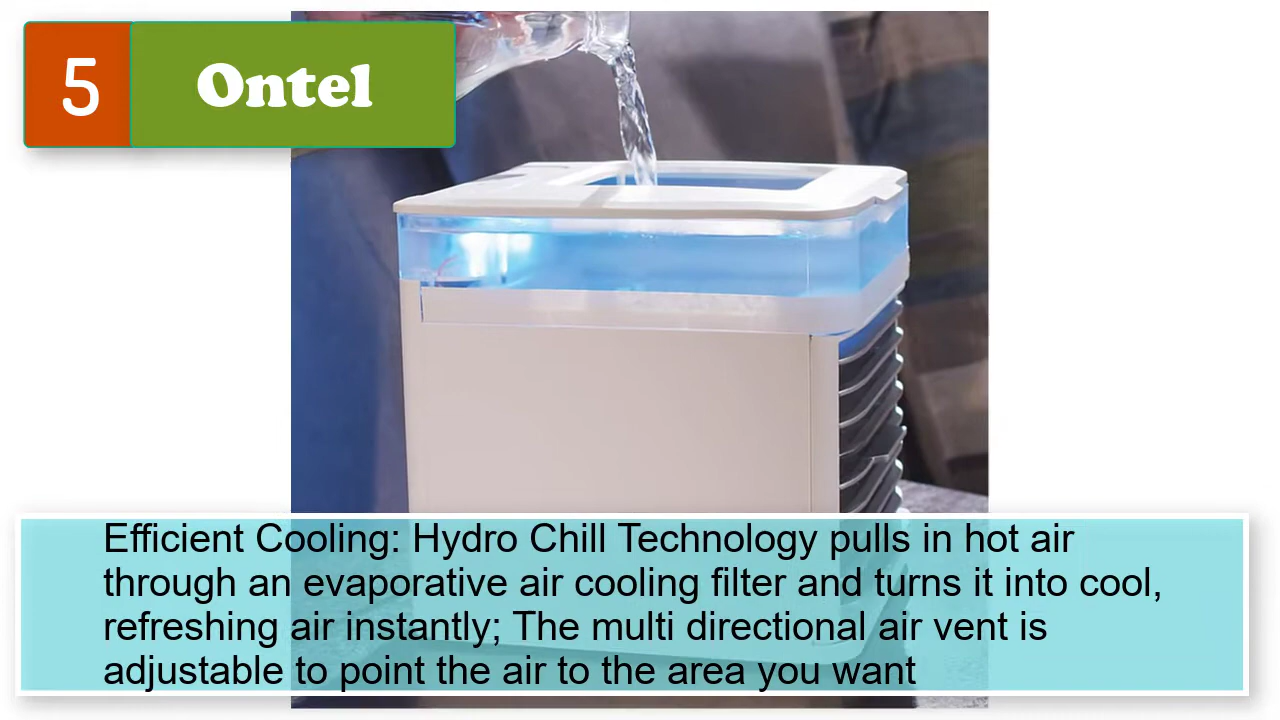 5
Ontel
Efficient Cooling: Hydro Chill Technology pulls in hot air
through an evaporative air cooling filter and turns it into cool,
refreshing air instantly; The multi directional air vent is
adjustable to point the air to the area you want